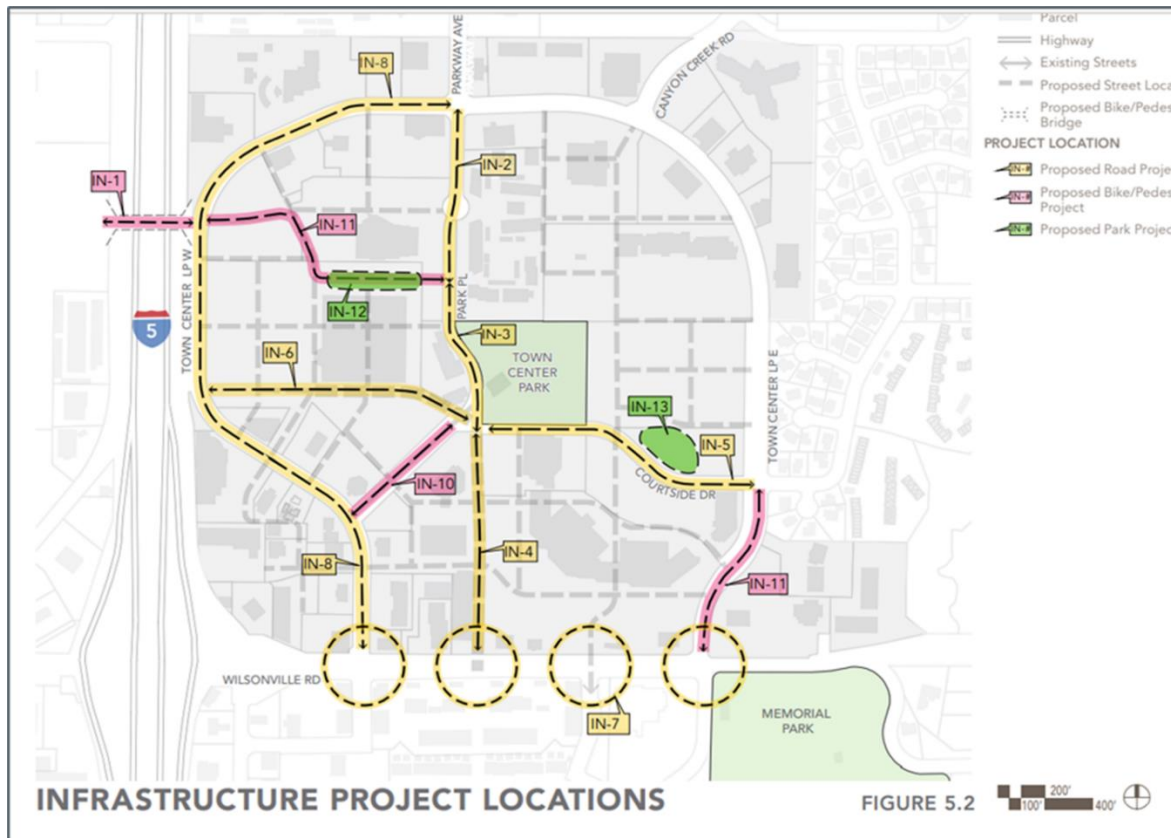 IN-8
PARKWAY AVE
CANYON CREEK RD
IN-2
IN-1
IN-11
TOWN CENTER LP W
IN-12
PARK PL
5
IN-3
TOWN
CENTER
PARK
IN-6
IN-13
IN-5
TOWN CENTER LP E
COURTSIDE DR
IN-10
IN-8
IN-4
IN-11
WILSONVILLE RD
IN-7
MEMORIAL
PARK
Parcel
Highway
Existing Streets
Proposed Street Loca
Proposed Bike/Pedes
Bridge
PROJECT LOCATION
IN-# Proposed Road Proje
IN-# Proposed Bike/Pedes
Project
IN-# Proposed Park Projec
INFRASTRUCTURE PROJECT LOCATIONS
FIGURE 5.2
200'
100' 400'